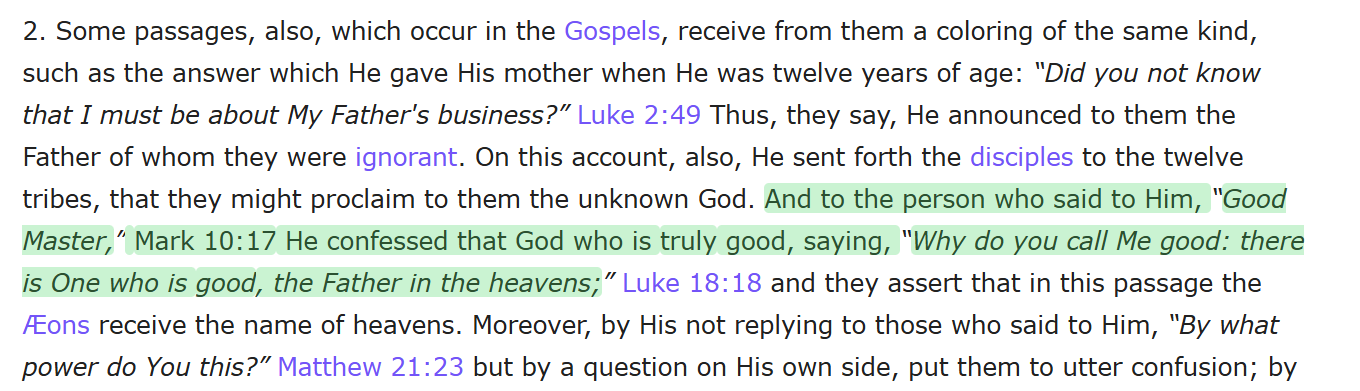 2. Some passages, also, which occur in the Gospels, receive from them a coloring of the same kind,
such as the answer which He gave His mother when He was twelve years of age: “Did you not know
that I must be about My Father's business?” Luke 2:49 Thus, they say, He announced to them the
Father of whom they were ignorant. On this account, also, He sent forth the disciples to the twelve
tribes, that they might proclaim to them the unknown God. And to the person who said to Him, “Good
Master,” Mark 10:17 He confessed that God who is truly good, saying, “Why do you call Me good: there
is One who is good, the Father in the heavens;” Luke 18:18 and they assert that in this passage the
Æons receive the name of heavens. Moreover, by His not replying to those who said to Him, “By what
power do You this?” Matthew 21:23 but by a question on His own side, put them to utter confusion; by